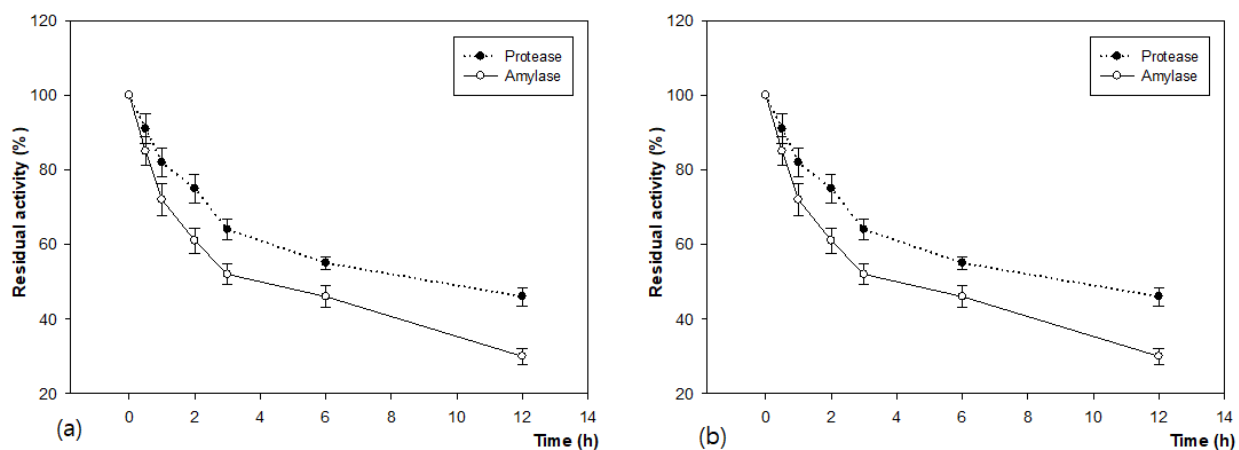 120
100
80
60
40
20
Residual activity (%)
Protease
Amylase
0 2 4 6 8 10 12 14
Time (h)
(a)
120
100
80
60
40
20
Residual activity (%)
Protease
Amylase
0 2 4 6 8 10 12 14
Time (h)
(b)